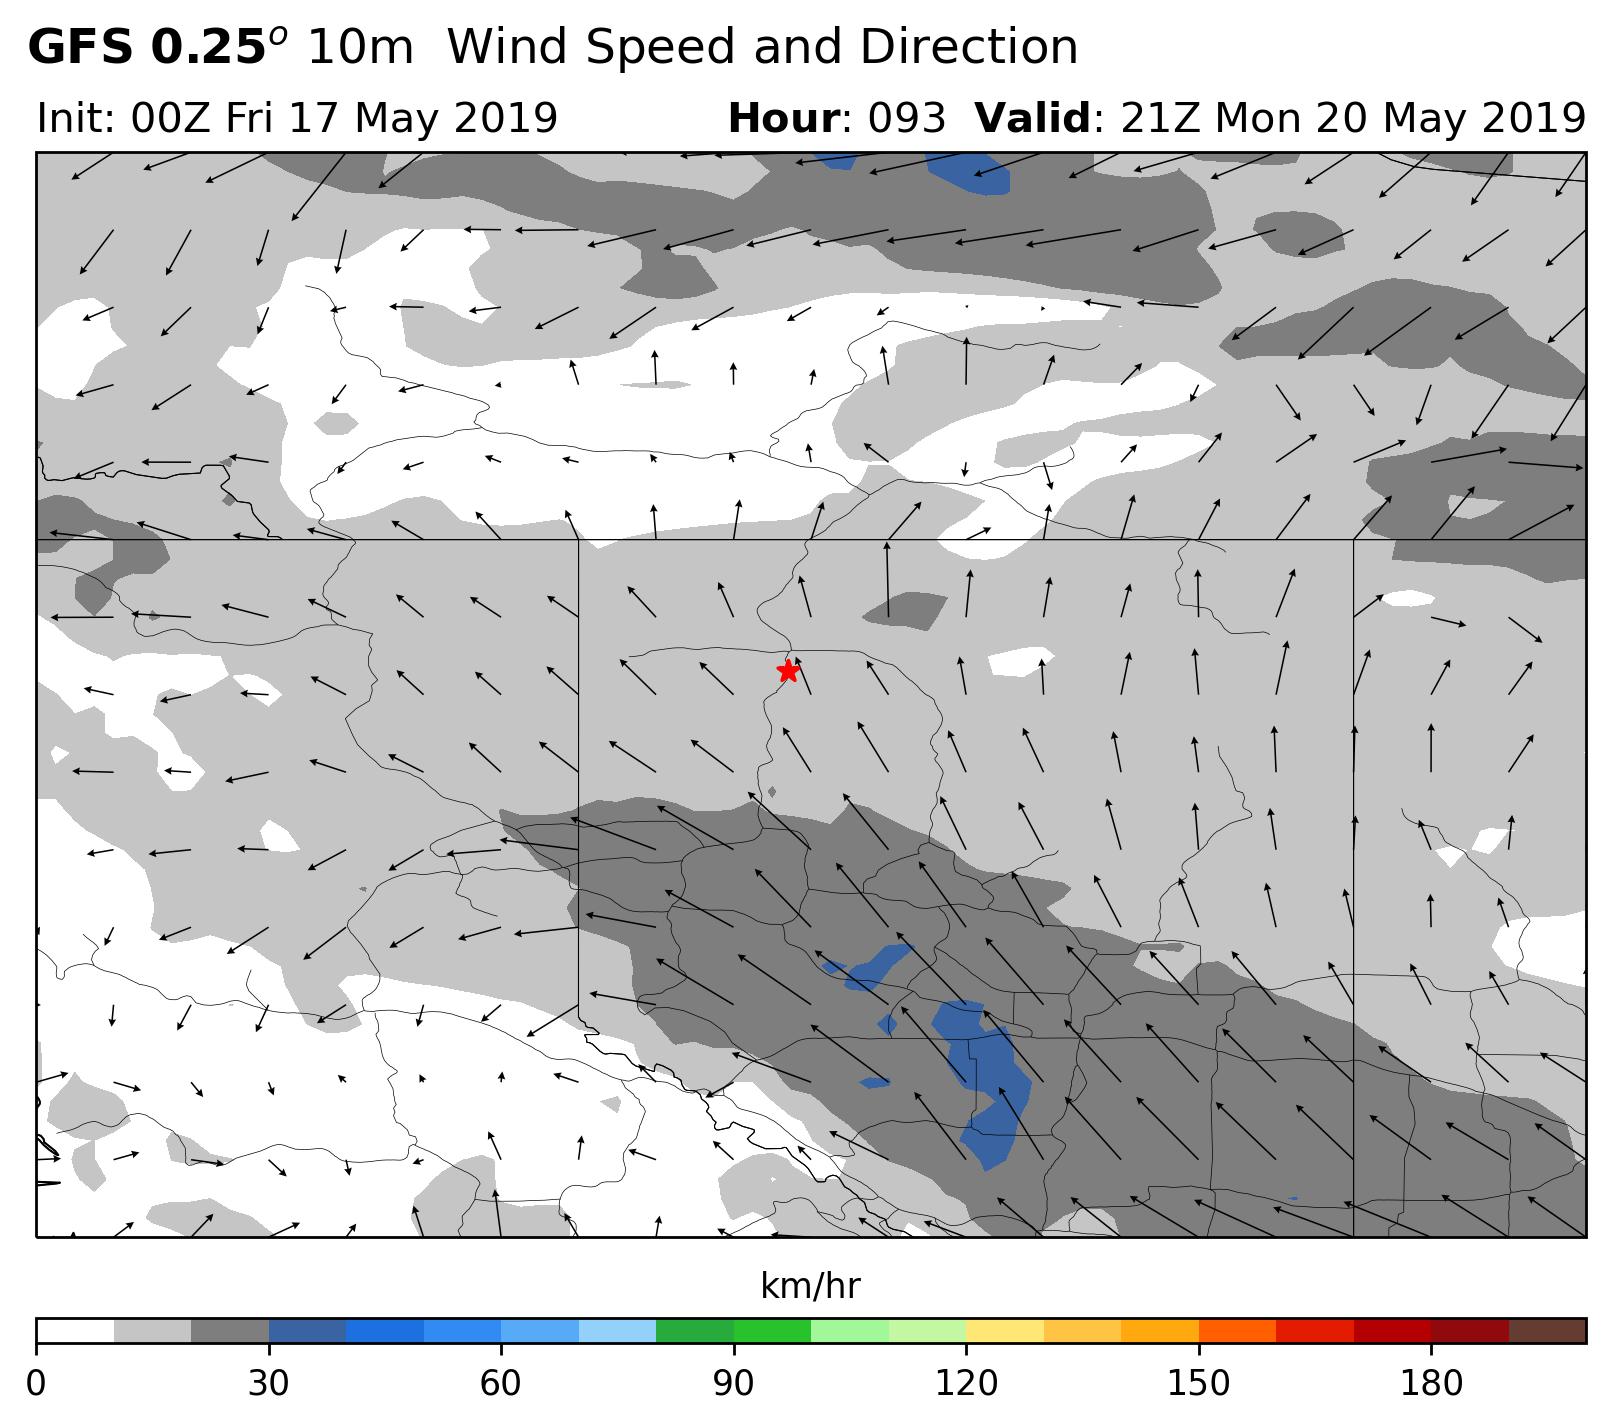 GFS 0.25o 10m Wind Speed and Direction
Init: 00Z Fri 17 May 2019 Hour: 093 Valid: 21Z Mon 20 May 2019
km/hr
0 30 60 90 120 150 180